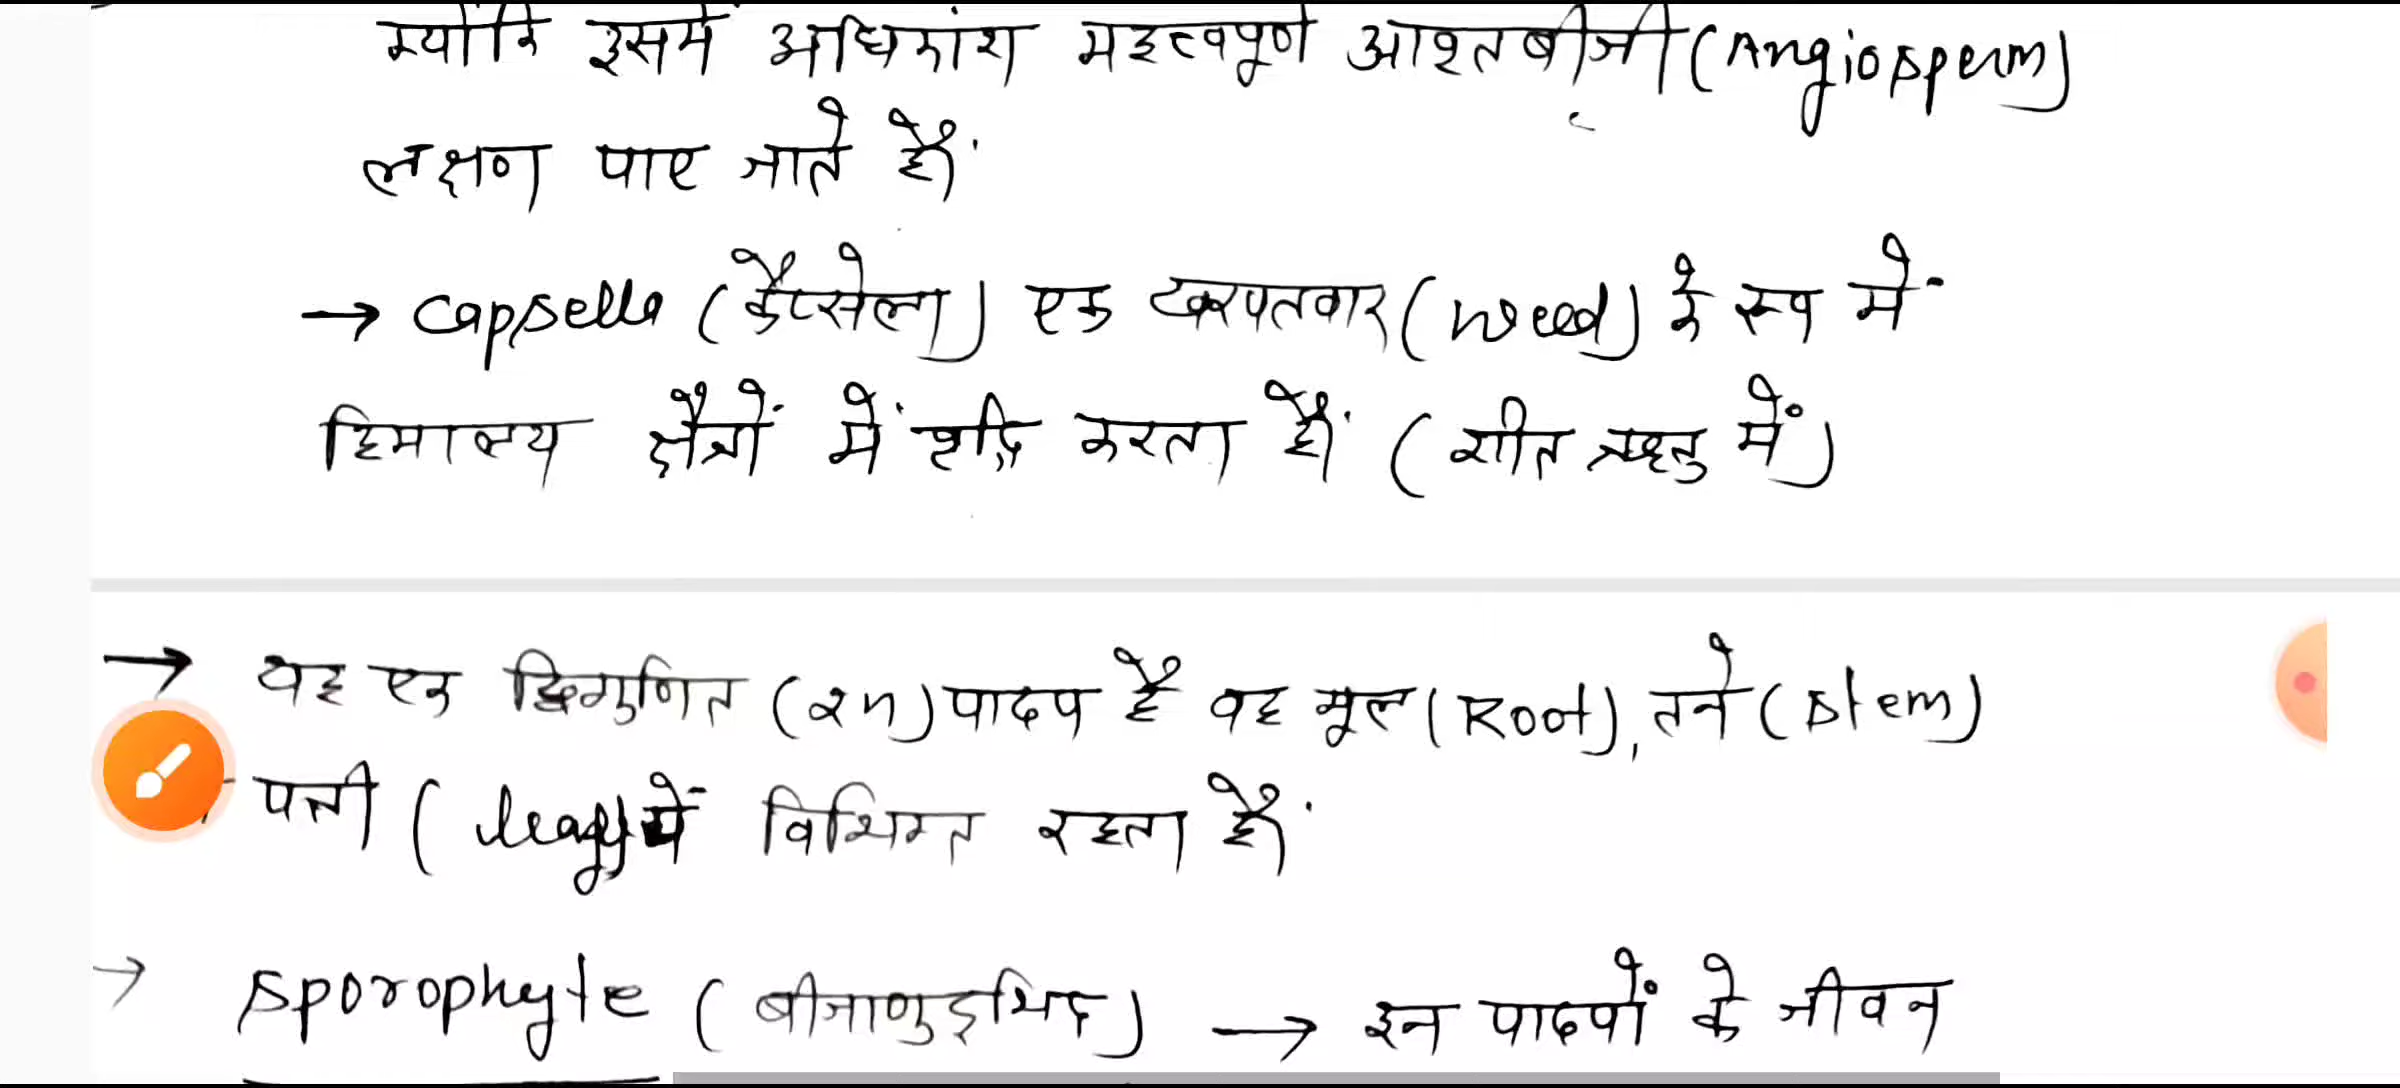 क्योंकि इसमें अधिकांश महत्वपूर्ण आवृतबीजी (Angiosperm)
लक्षण पाए जाते हैं।
→ Capsella (कैप्सेला) एक खरपतवार (weed) के रूप में
हिमालय क्षेत्रों में वृद्धि करता है। (शीत ऋतु में)
→ यह एक द्विगुणित (2n) पादप है वह मूल (Root), तने (Stem)
पत्ती (leaf) में विभिक्त रहता है।
→ Sporophyte (बीजाणुद्भिद) → इन पादपों के जीवन